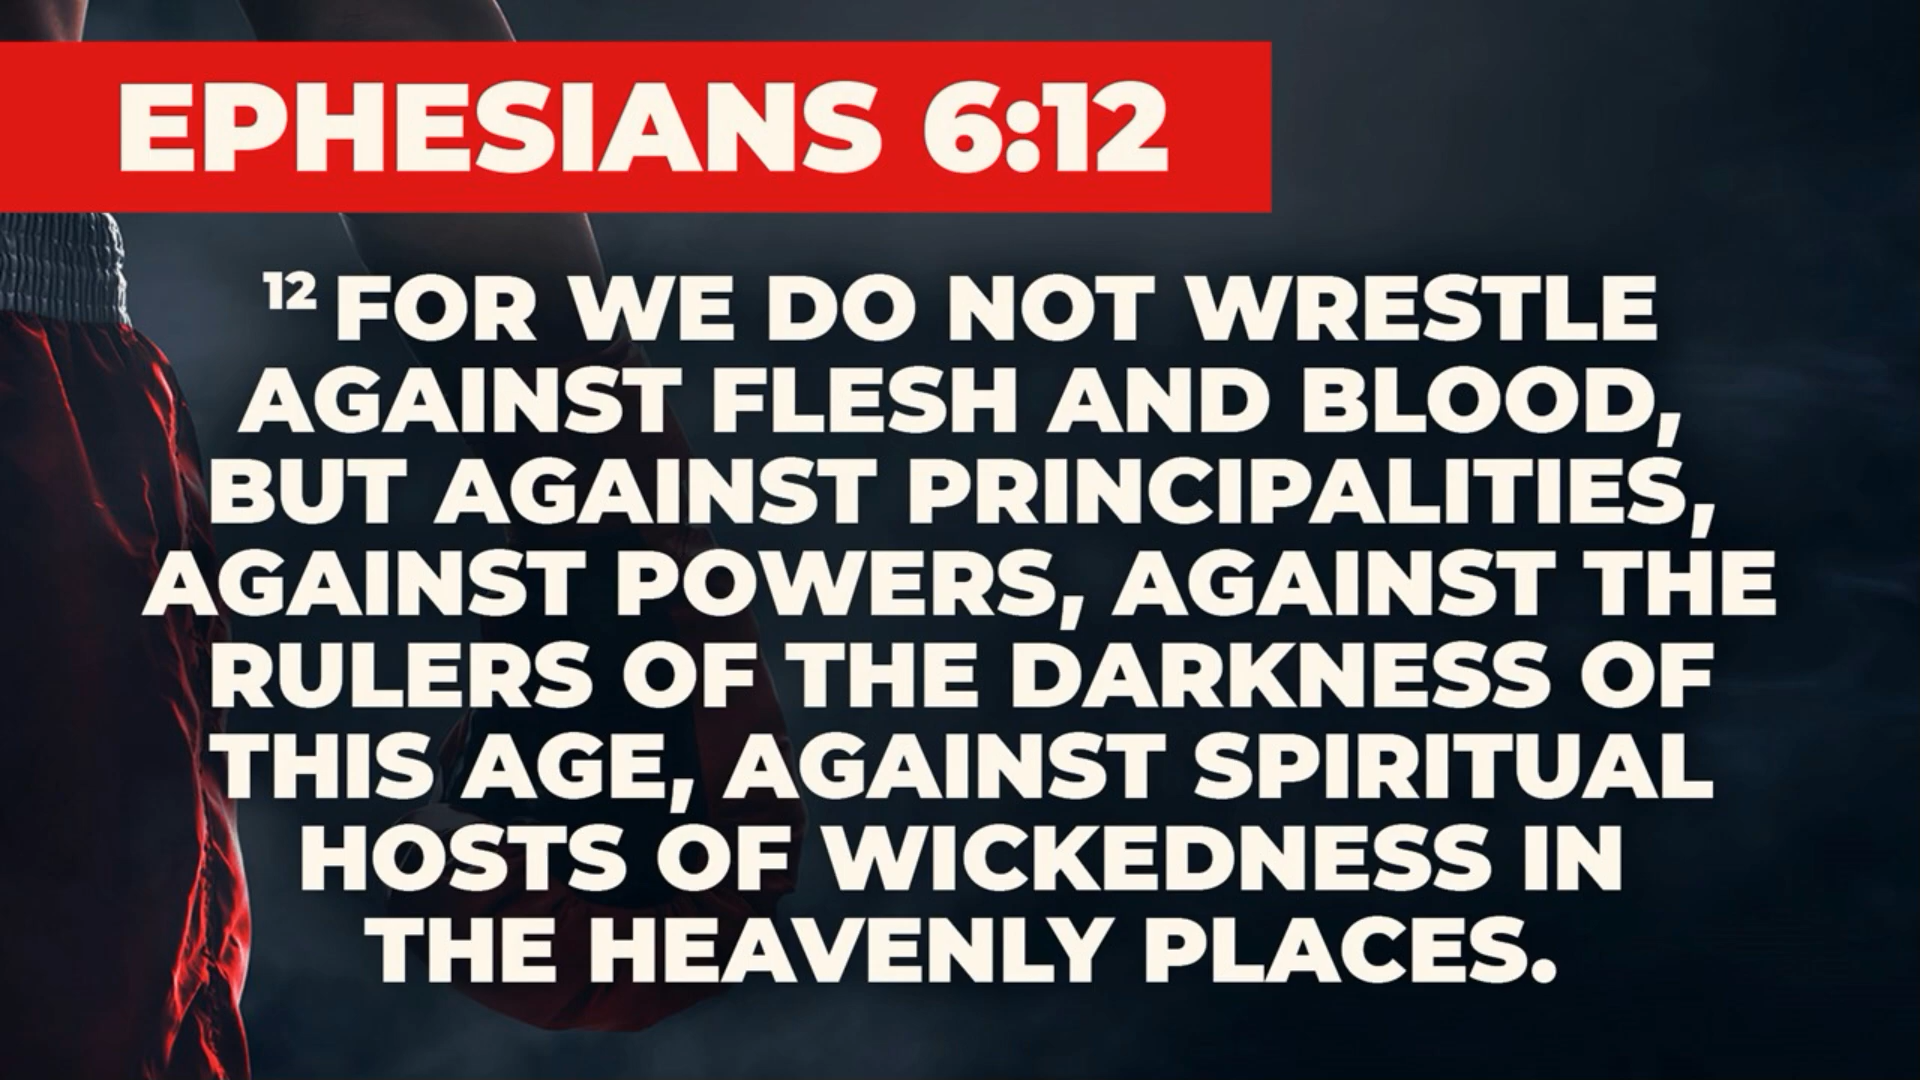 EPHESIANS 6:12
12 FOR WE DO NOT WRESTLE
AGAINST FLESH AND BLOOD,
BUT AGAINST PRINCIPALITIES,
AGAINST POWERS, AGAINST THE
RULERS OF THE DARKNESS OF
THIS AGE, AGAINST SPIRITUAL
HOSTS OF WICKEDNESS IN
THE HEAVENLY PLACES.